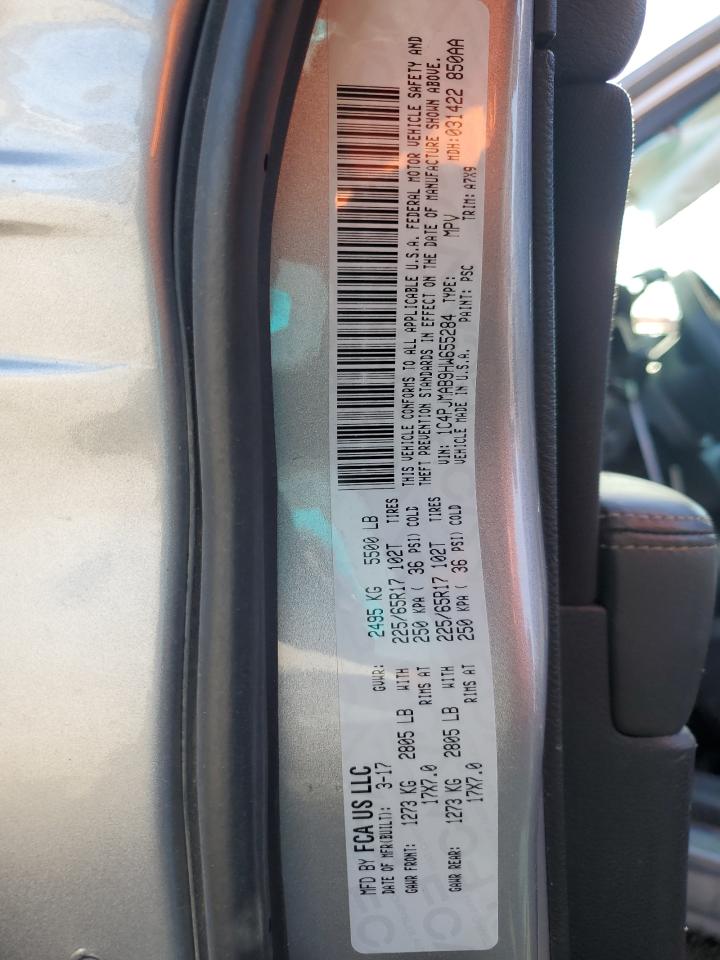 MFD BY FCA US LLC
DATE OF MFR(BUILT): 3-17 GVWR: 2495 KG 5500 LB
GAWR FRONT: 1273 KG 2805 LB WITH 225/65R17 102T TIRES
17X7.0 RIMS AT 250 KPA ( 36 PSI) COLD
GAWR REAR: 1273 KG 2805 LB WITH 225/65R17 102T TIRES
17X7.0 RIMS AT 250 KPA ( 36 PSI) COLD
THIS VEHICLE CONFORMS TO ALL APPLICABLE U.S.A. FEDERAL MOTOR VEHICLE SAFETY AND
THEFT PREVENTION STANDARDS IN EFFECT ON THE DATE OF MANUFACTURE SHOWN ABOVE.
VIN: 1C4PJMAB9HW655284 TYPE: MPV MDH:031422 850AA
VEHICLE MADE IN U.S.A. PAINT: PSC TRIM: A7X9